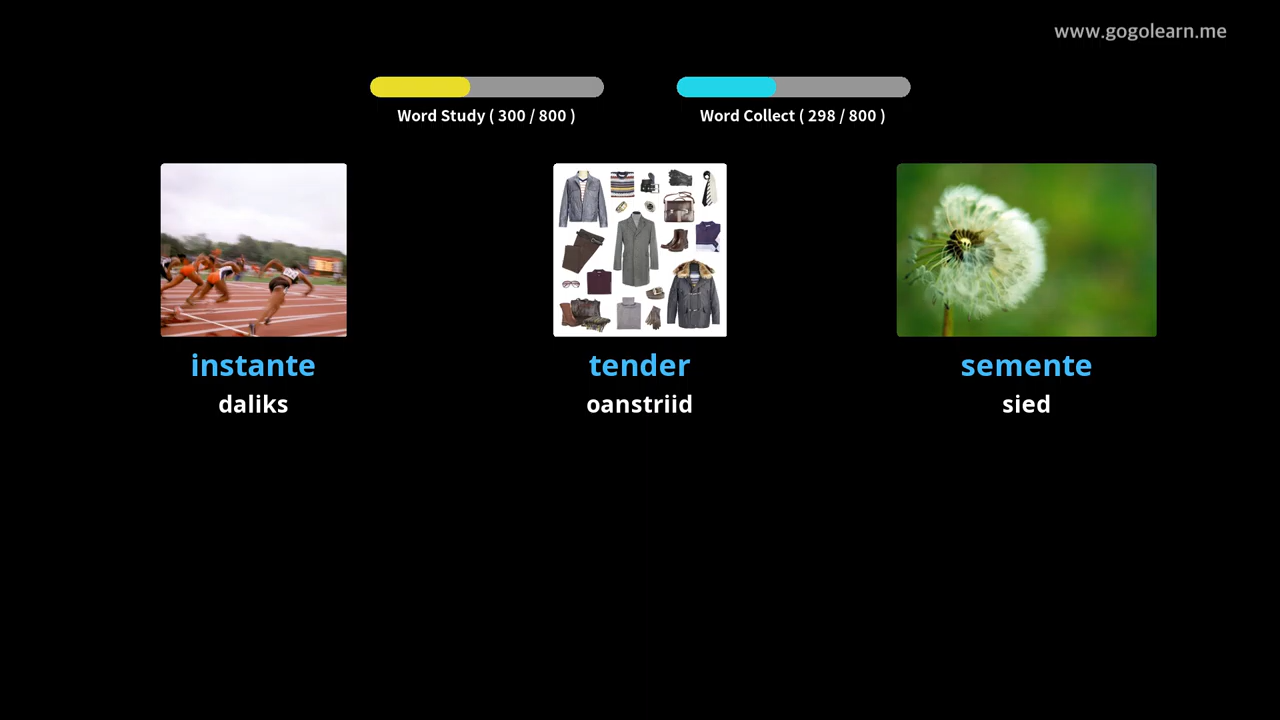 www.gogolearn.me
Word Study ( 300 / 800 )
Word Collect ( 298 / 800 )
instante
daliks
tender
oanstriid
semente
sied